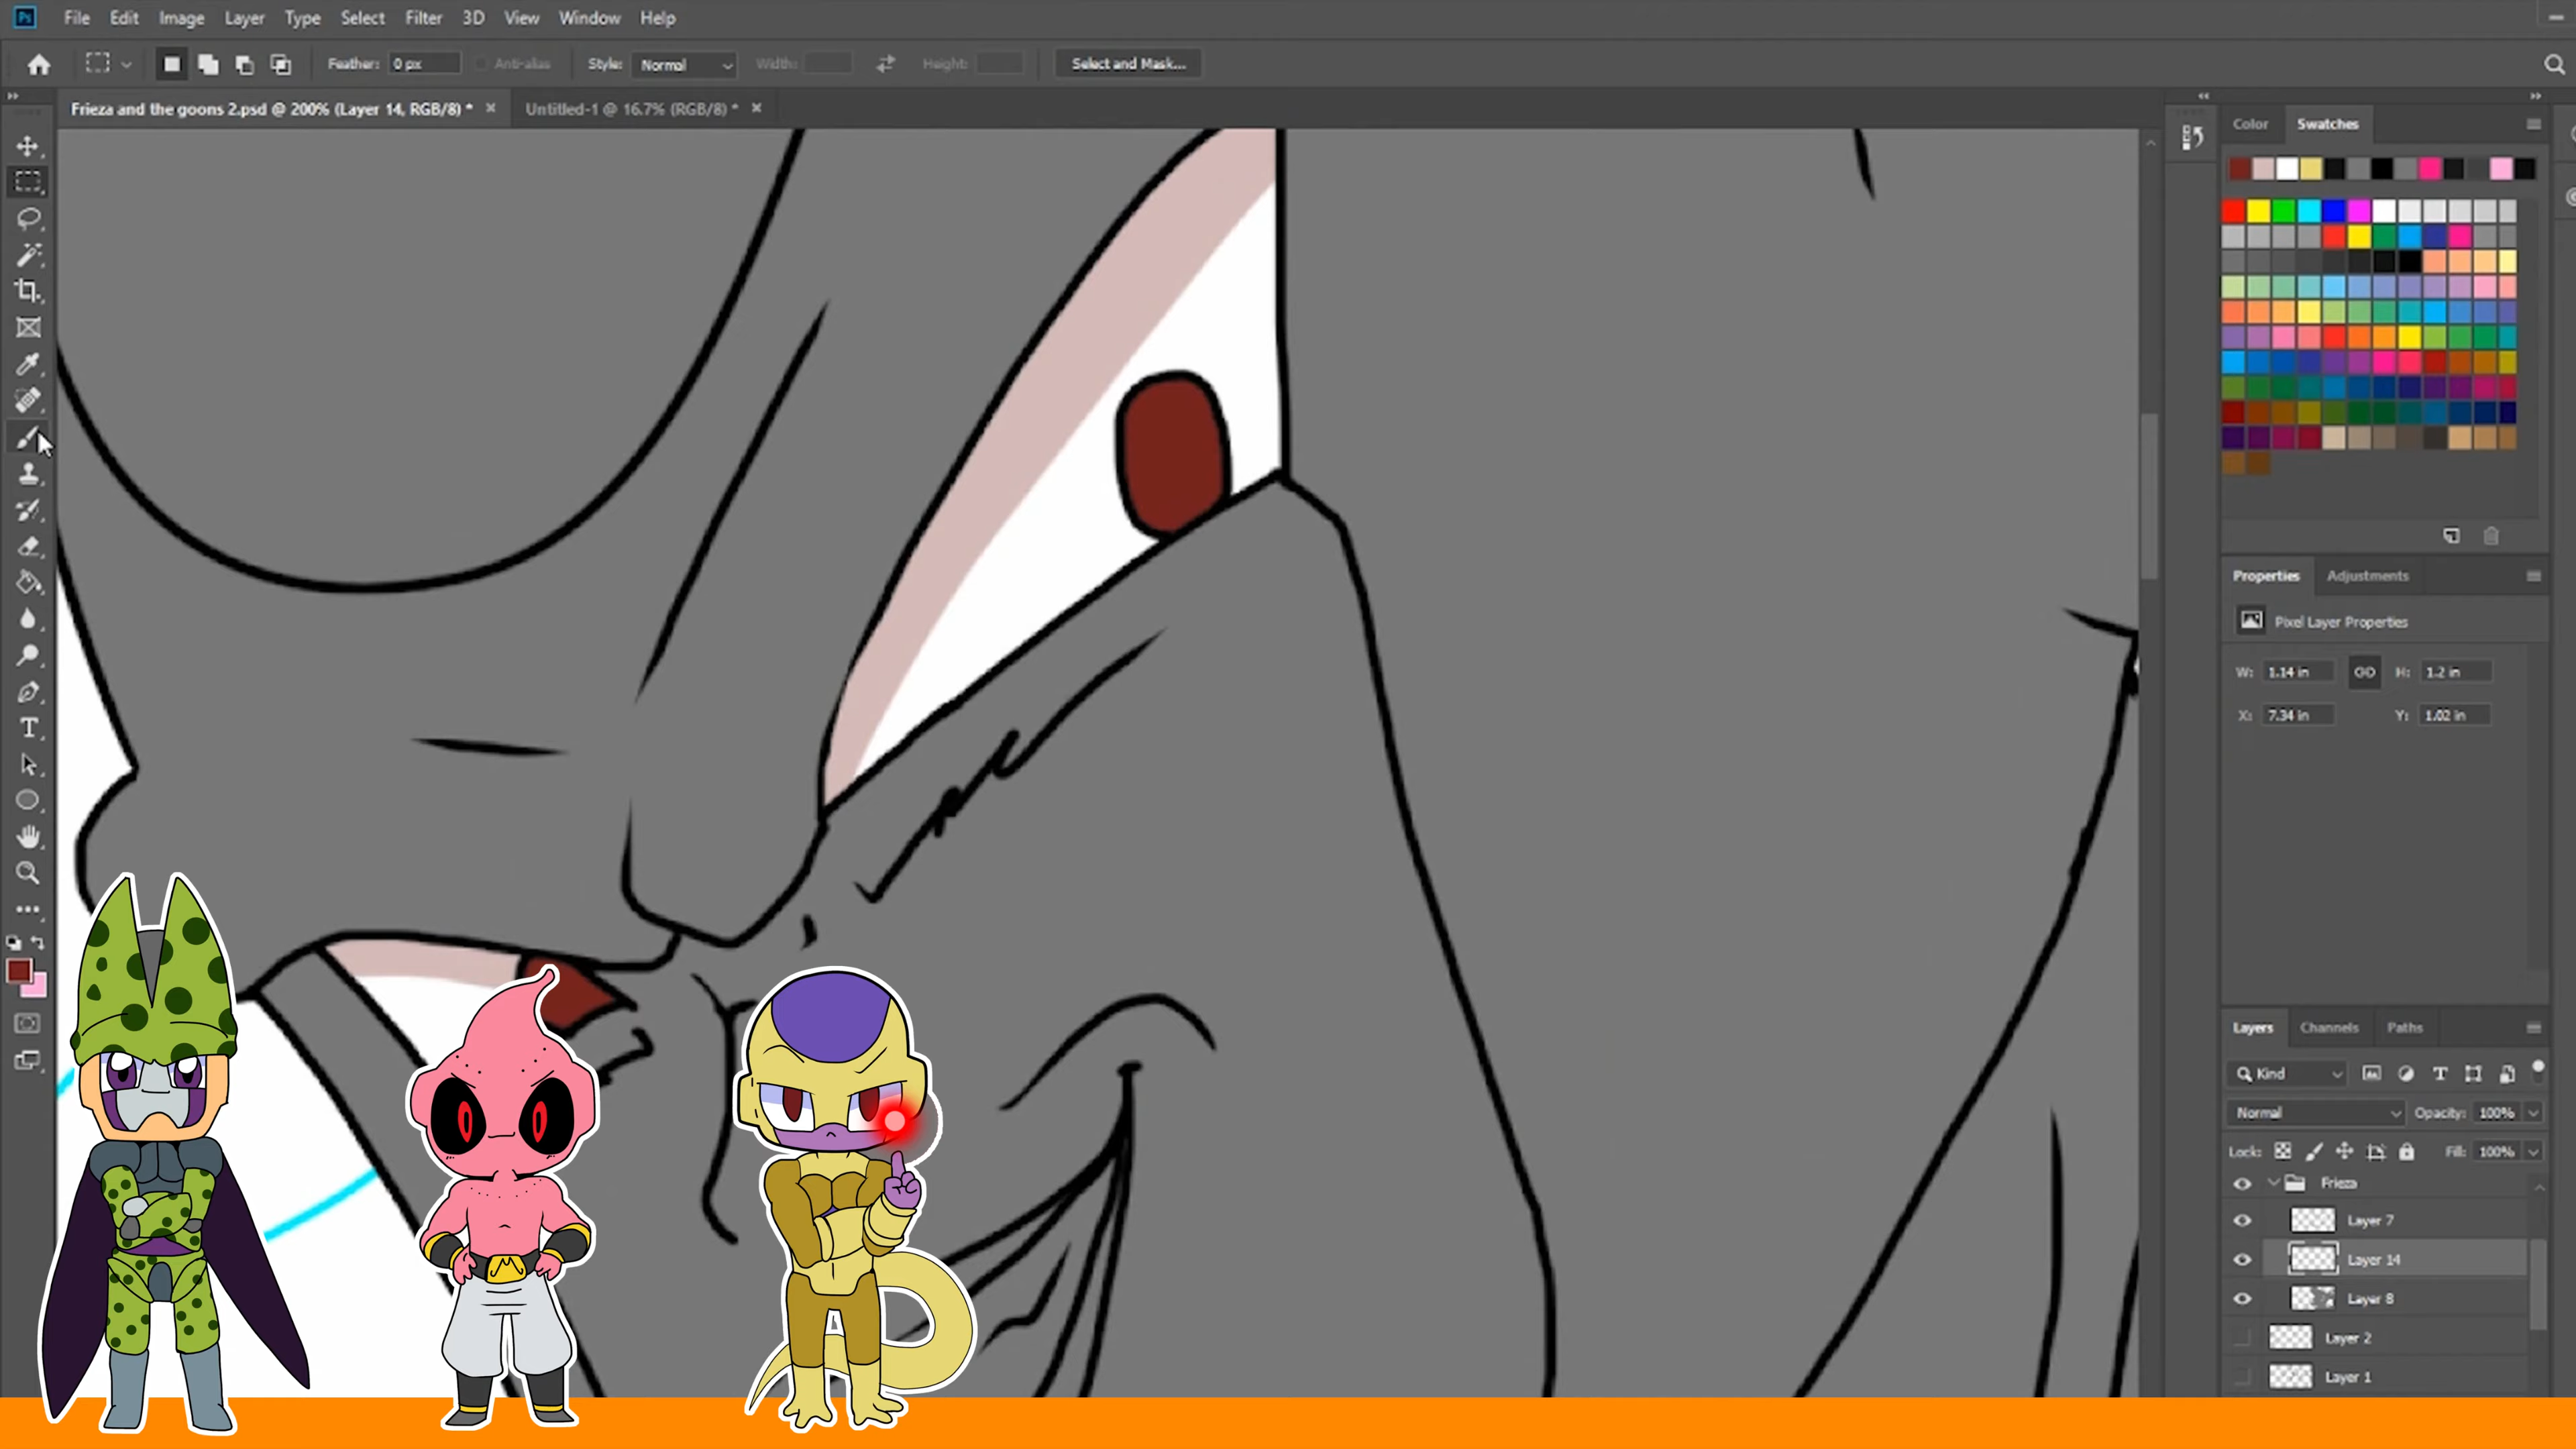 Ps File Edit Image Layer Type Select Filter 3D View Window Help
Feather: 0 px Anti-alias Style: Normal Width: Height: Select and Mask...
Frieza and the goons 2.psd @ 200% (Layer 14, RGB/8) * × Untitled-1 @ 16.7% (RGB/8) * ×
Color Swatches
Properties Adjustments
Pixel Layer Properties
W: 1.14 in H: 1.2 in
X: 7.34 in Y: 1.02 in
Layers Channels Paths
Kind
Normal Opacity: 100%
Lock: Fill: 100%
Frieza
Layer 7
Layer 14
Layer 8
Layer 2
Layer 1